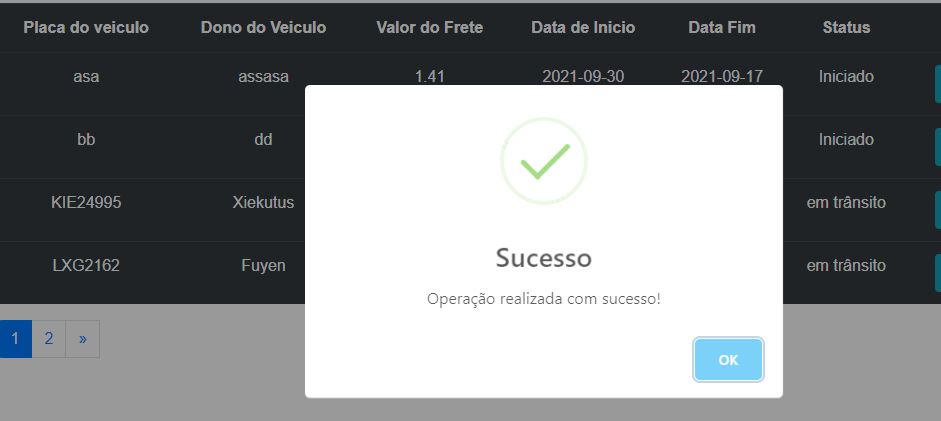 Placa do veiculo Dono do Veiculo Valor do Frete Data de Inicio Data Fim Status
asa assasa 1.41 2021-09-30 2021-09-17 Iniciado
bb dd Iniciado
KIE24995 Xiekutus em trânsito
LXG2162 Fuyen em trânsito
Sucesso
Operação realizada com sucesso!
OK
1 2 »